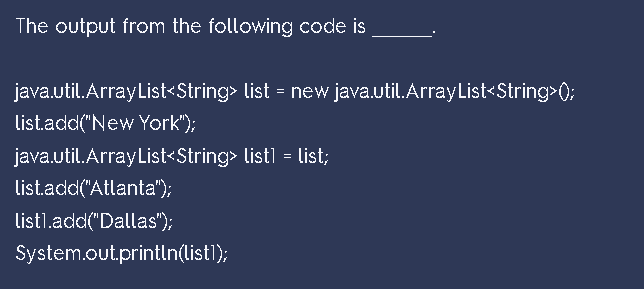 The output from the following code is ______.
java.util.ArrayList<String> list = new java.util.ArrayList<String>();
list.add("New York");
java.util.ArrayList<String> list1 = list;
list.add("Atlanta");
list1.add("Dallas");
System.out.println(list1);